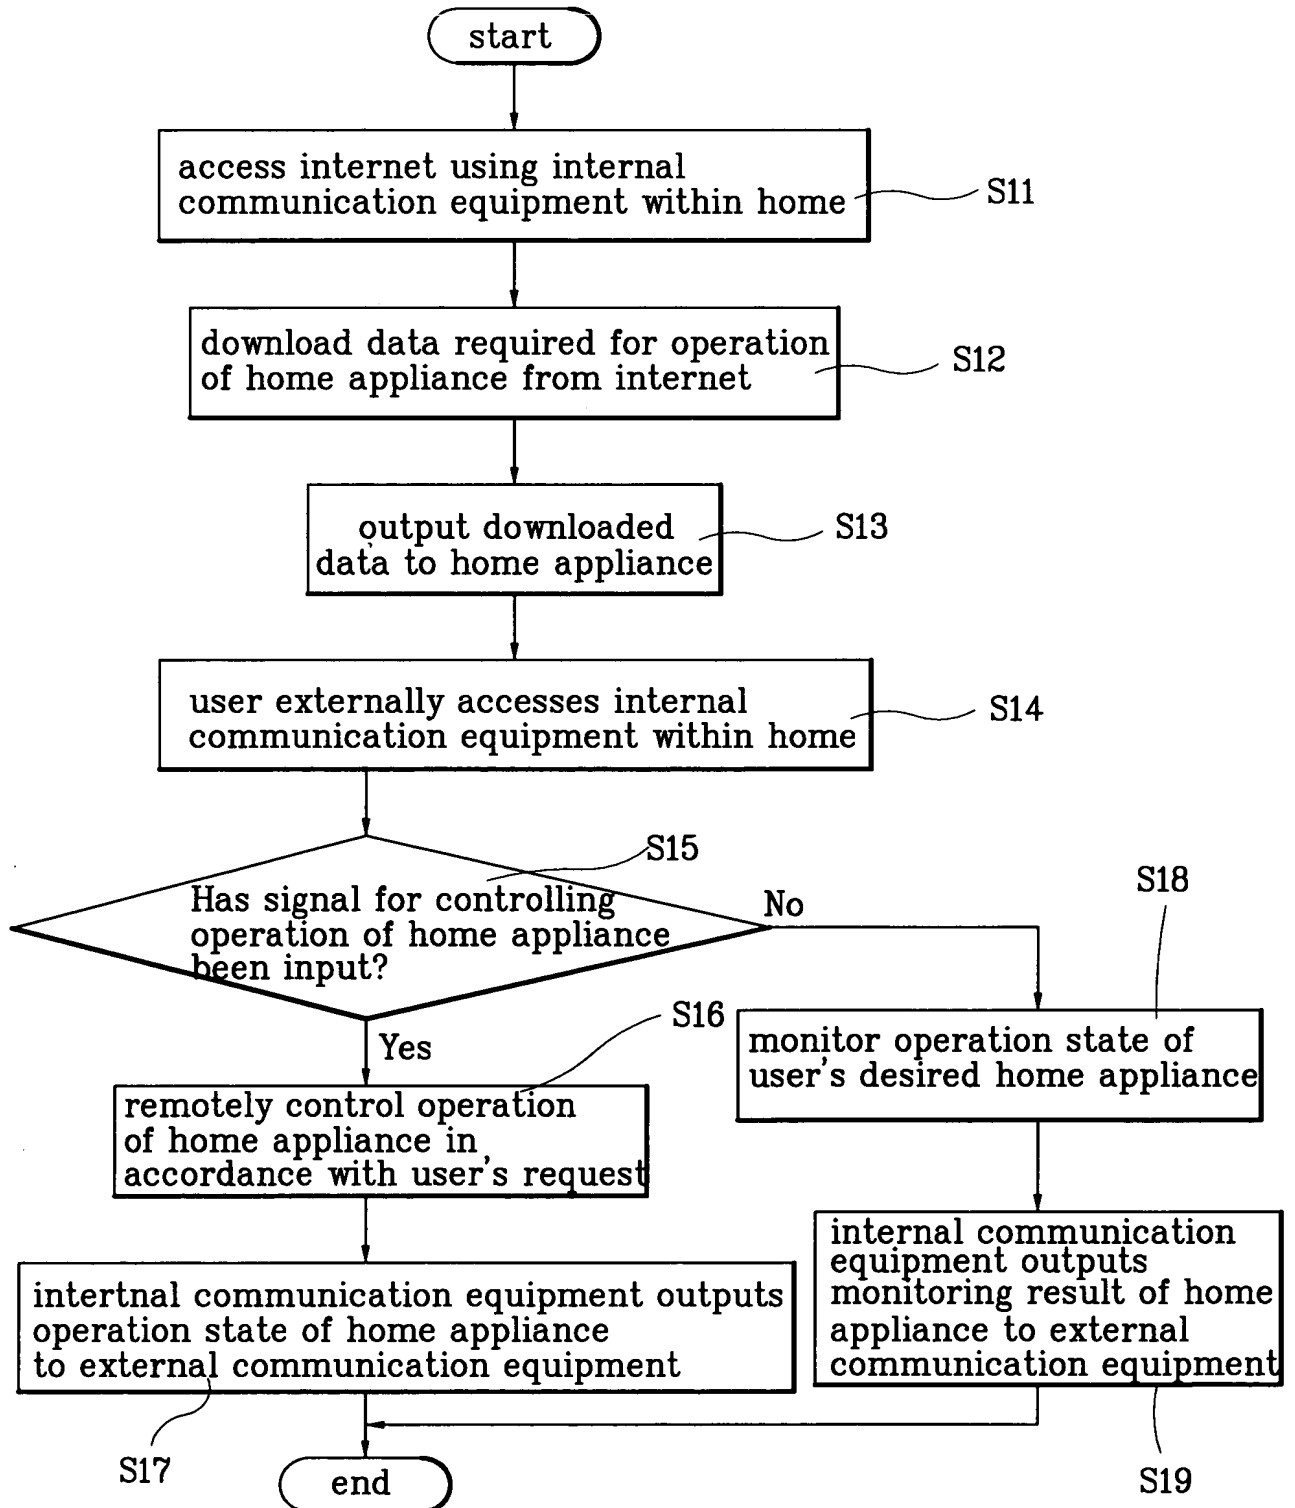 start
access internet using internal
communication equipment within home
S11
download data required for operation
of home appliance from internet
S12
output downloaded
data to home appliance
S13
user externally accesses internal
communication equipment within home
S14
S15
Has signal for controlling
operation of home appliance
been input?
No
Yes
S16
remotely control operation
of home appliance in
accordance with user's request
intertnal communication equipment outputs
operation state of home appliance
to external communication equipment
S17
S18
monitor operation state of
user's desired home appliance
internal communication
equipment outputs
monitoring result of home
appliance to external
communication equipment
S19
end